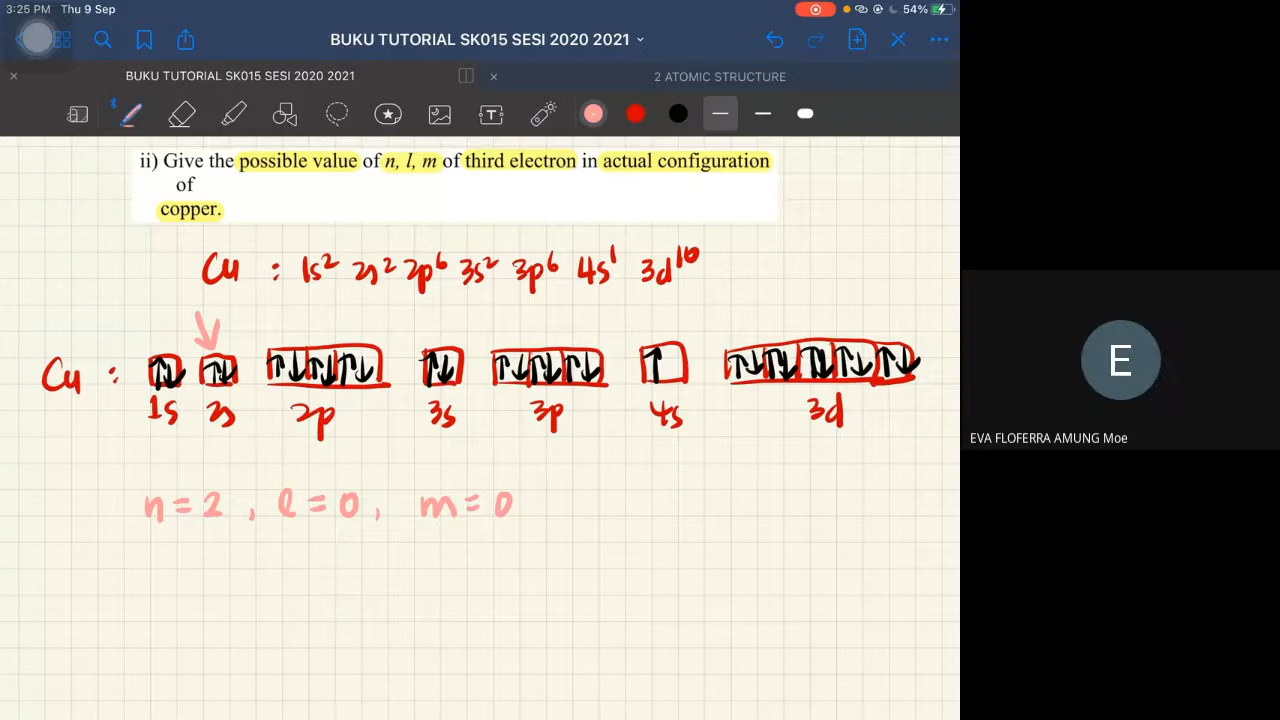 3:25 PM Thu 9 Sep 54%
BUKU TUTORIAL SK015 SESI 2020 2021
BUKU TUTORIAL SK015 SESI 2020 2021 2 ATOMIC STRUCTURE
T
ii) Give the possible value of n, l, m of third electron in actual configuration
of
copper.
Cu : 1s² 2s² 2p⁶ 3s² 3p⁶ 4s¹ 3d¹⁰
Cu :
1s 2s 2p 3s 3p 4s 3d
n = 2 , l = 0 , m = 0
E
EVA FLOFERRA AMUNG Moe